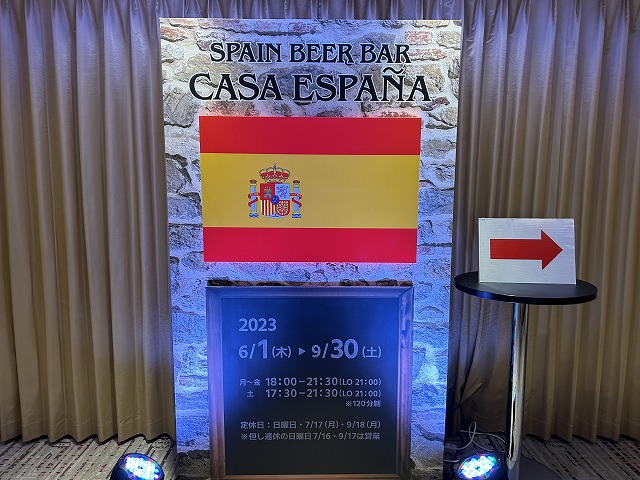 SPAIN BEER BAR
CASA ESPAÑA
2023
6/1(木)▶9/30(土)
月～金 18:00－21:30(LO 21:00)
土 17:30－21:30(LO 21:00)
※120分制
定休日：日曜日・7/17(月)・9/18(月)
※但し連休の日曜日7/16・9/17は営業